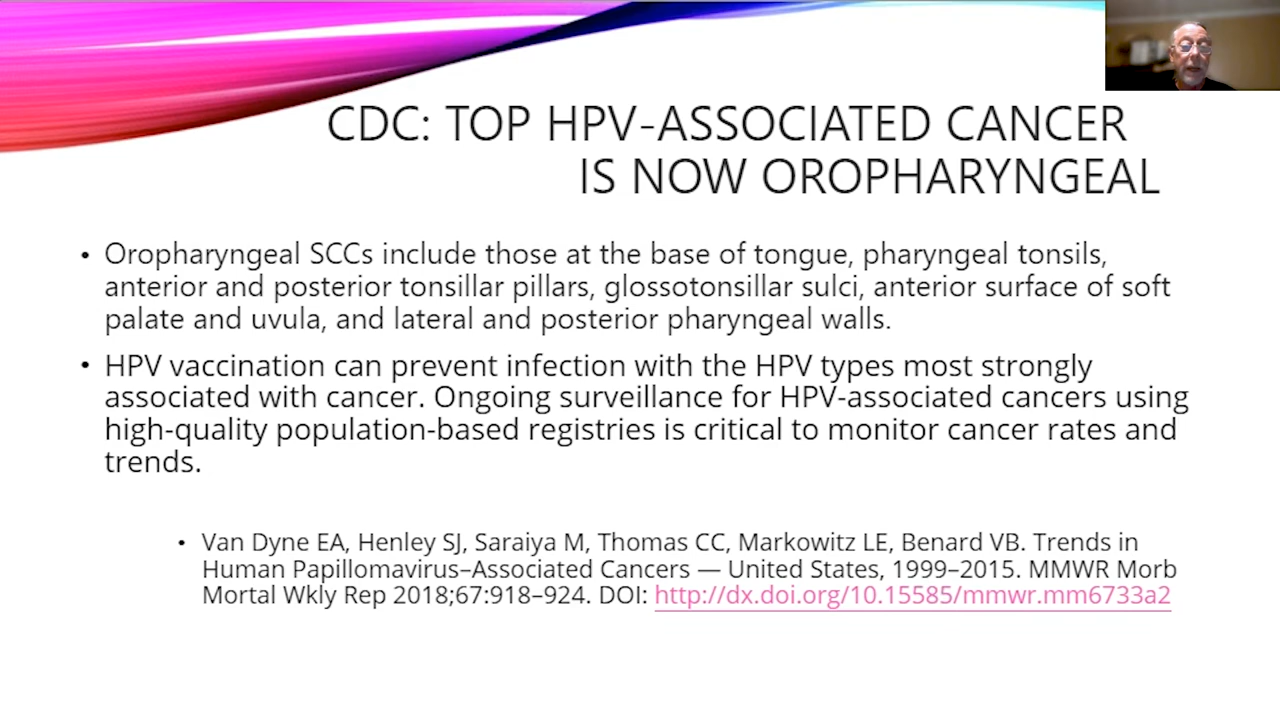 CDC: TOP HPV-ASSOCIATED CANCER
IS NOW OROPHARYNGEAL
• Oropharyngeal SCCs include those at the base of tongue, pharyngeal tonsils,
anterior and posterior tonsillar pillars, glossotonsillar sulci, anterior surface of soft
palate and uvula, and lateral and posterior pharyngeal walls.
• HPV vaccination can prevent infection with the HPV types most strongly
associated with cancer. Ongoing surveillance for HPV-associated cancers using
high-quality population-based registries is critical to monitor cancer rates and
trends.
• Van Dyne EA, Henley SJ, Saraiya M, Thomas CC, Markowitz LE, Benard VB. Trends in
Human Papillomavirus–Associated Cancers — United States, 1999–2015. MMWR Morb
Mortal Wkly Rep 2018;67:918–924. DOI: http://dx.doi.org/10.15585/mmwr.mm6733a2